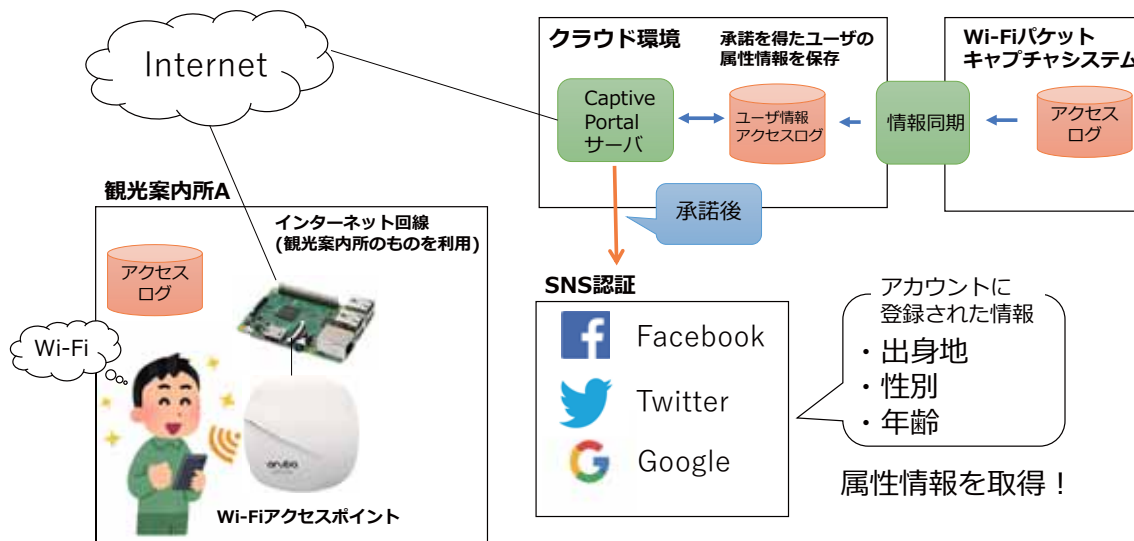 Internet
クラウド環境
承諾を得たユーザの
属性情報を保存
Captive
Portal
サーバ
ユーザ情報
アクセスログ
情報同期
Wi-Fiパケット
キャプチャシステム
アクセス
ログ
承諾後
観光案内所A
インターネット回線
(観光案内所のものを利用)
アクセス
ログ
Wi-Fi
aruba
Wi-Fiアクセスポイント
SNS認証
Facebook
Twitter
Google
アカウントに
登録された情報
・出身地
・性別
・年齢
属性情報を取得！